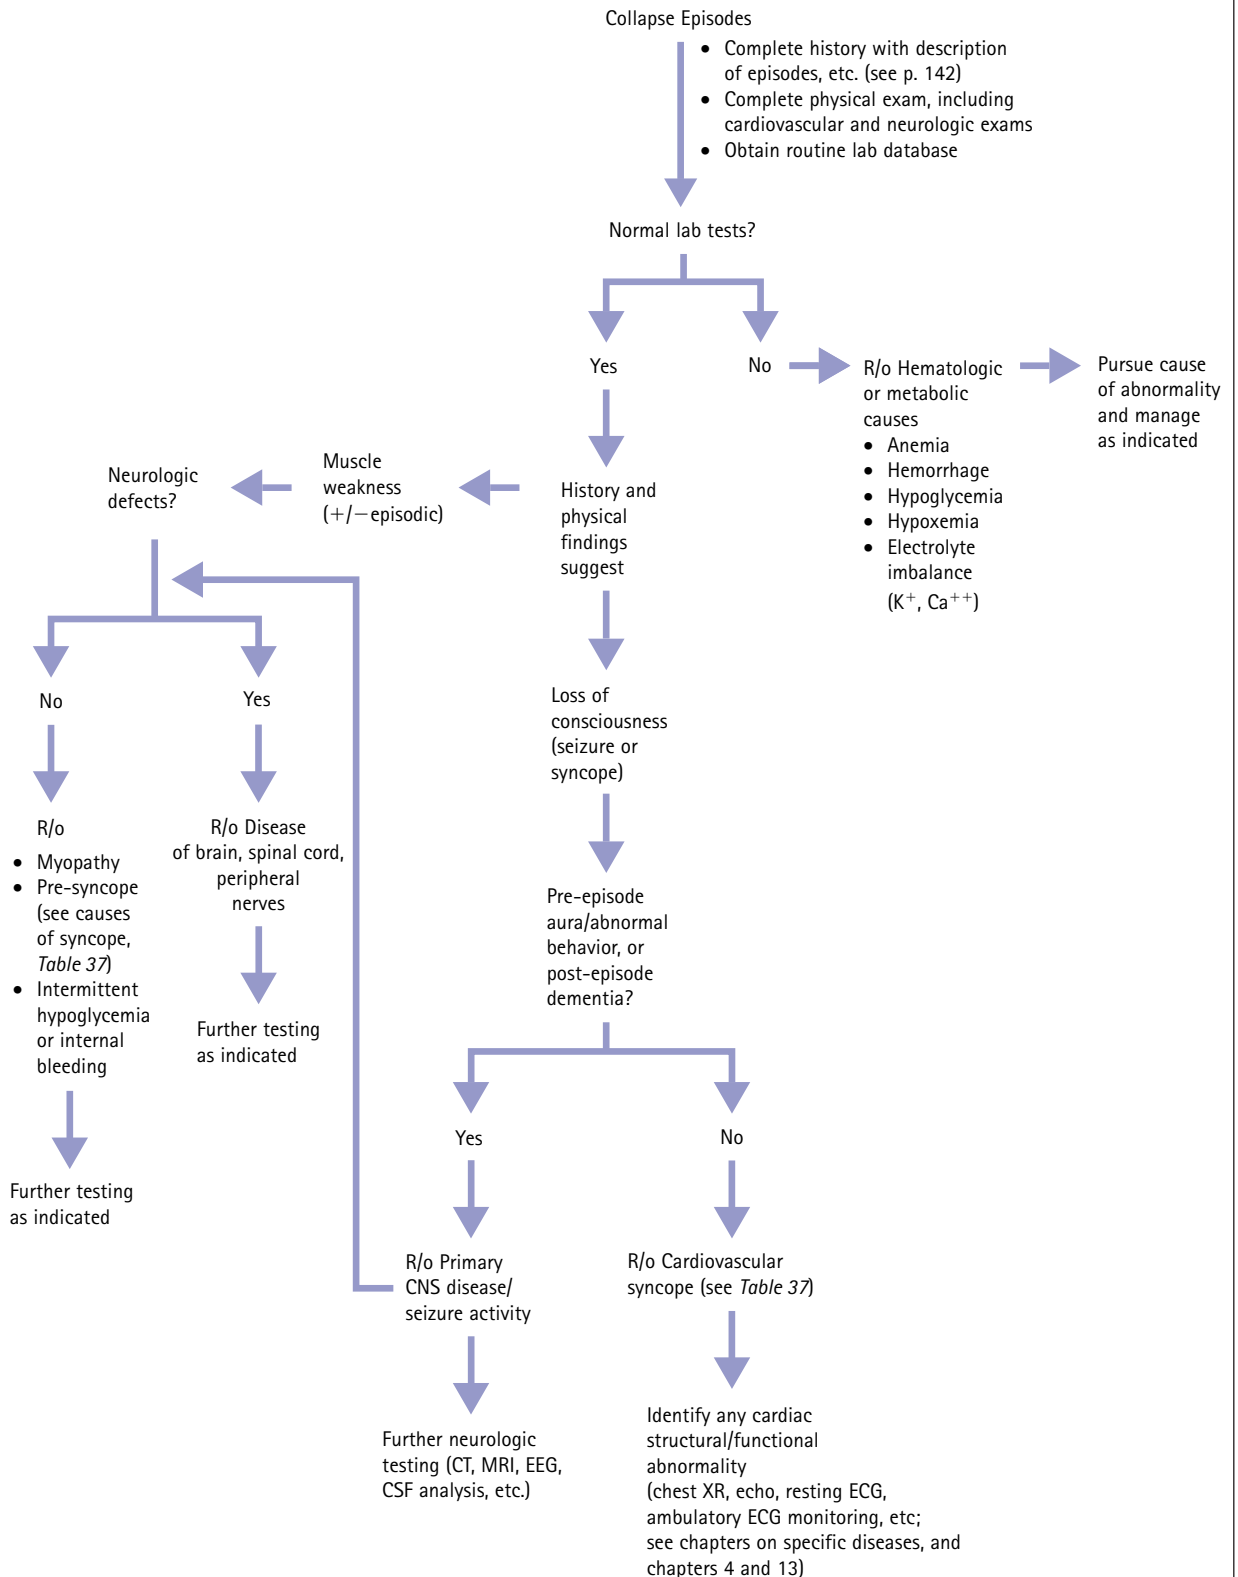 Collapse Episodes
• Complete history with description
of episodes, etc. (see p. 142)
• Complete physical exam, including
cardiovascular and neurologic exams
• Obtain routine lab database
Normal lab tests?
Yes
No
R/o Hematologic
or metabolic
causes
• Anemia
• Hemorrhage
• Hypoglycemia
• Hypoxemia
• Electrolyte
imbalance
(K⁺, Ca⁺⁺)
Pursue cause
of abnormality
and manage
as indicated
History and
physical
findings
suggest
Muscle
weakness
(+/−episodic)
Neurologic
defects?
No
Yes
R/o
• Myopathy
• Pre-syncope
(see causes
of syncope,
Table 37)
• Intermittent
hypoglycemia
or internal
bleeding
Further testing
as indicated
R/o Disease
of brain, spinal cord,
peripheral
nerves
Further testing
as indicated
Loss of
consciousness
(seizure or
syncope)
Pre-episode
aura/abnormal
behavior, or
post-episode
dementia?
Yes
No
R/o Primary
CNS disease/
seizure activity
Further neurologic
testing (CT, MRI, EEG,
CSF analysis, etc.)
R/o Cardiovascular
syncope (see Table 37)
Identify any cardiac
structural/functional
abnormality
(chest XR, echo, resting ECG,
ambulatory ECG monitoring, etc;
see chapters on specific diseases, and
chapters 4 and 13)